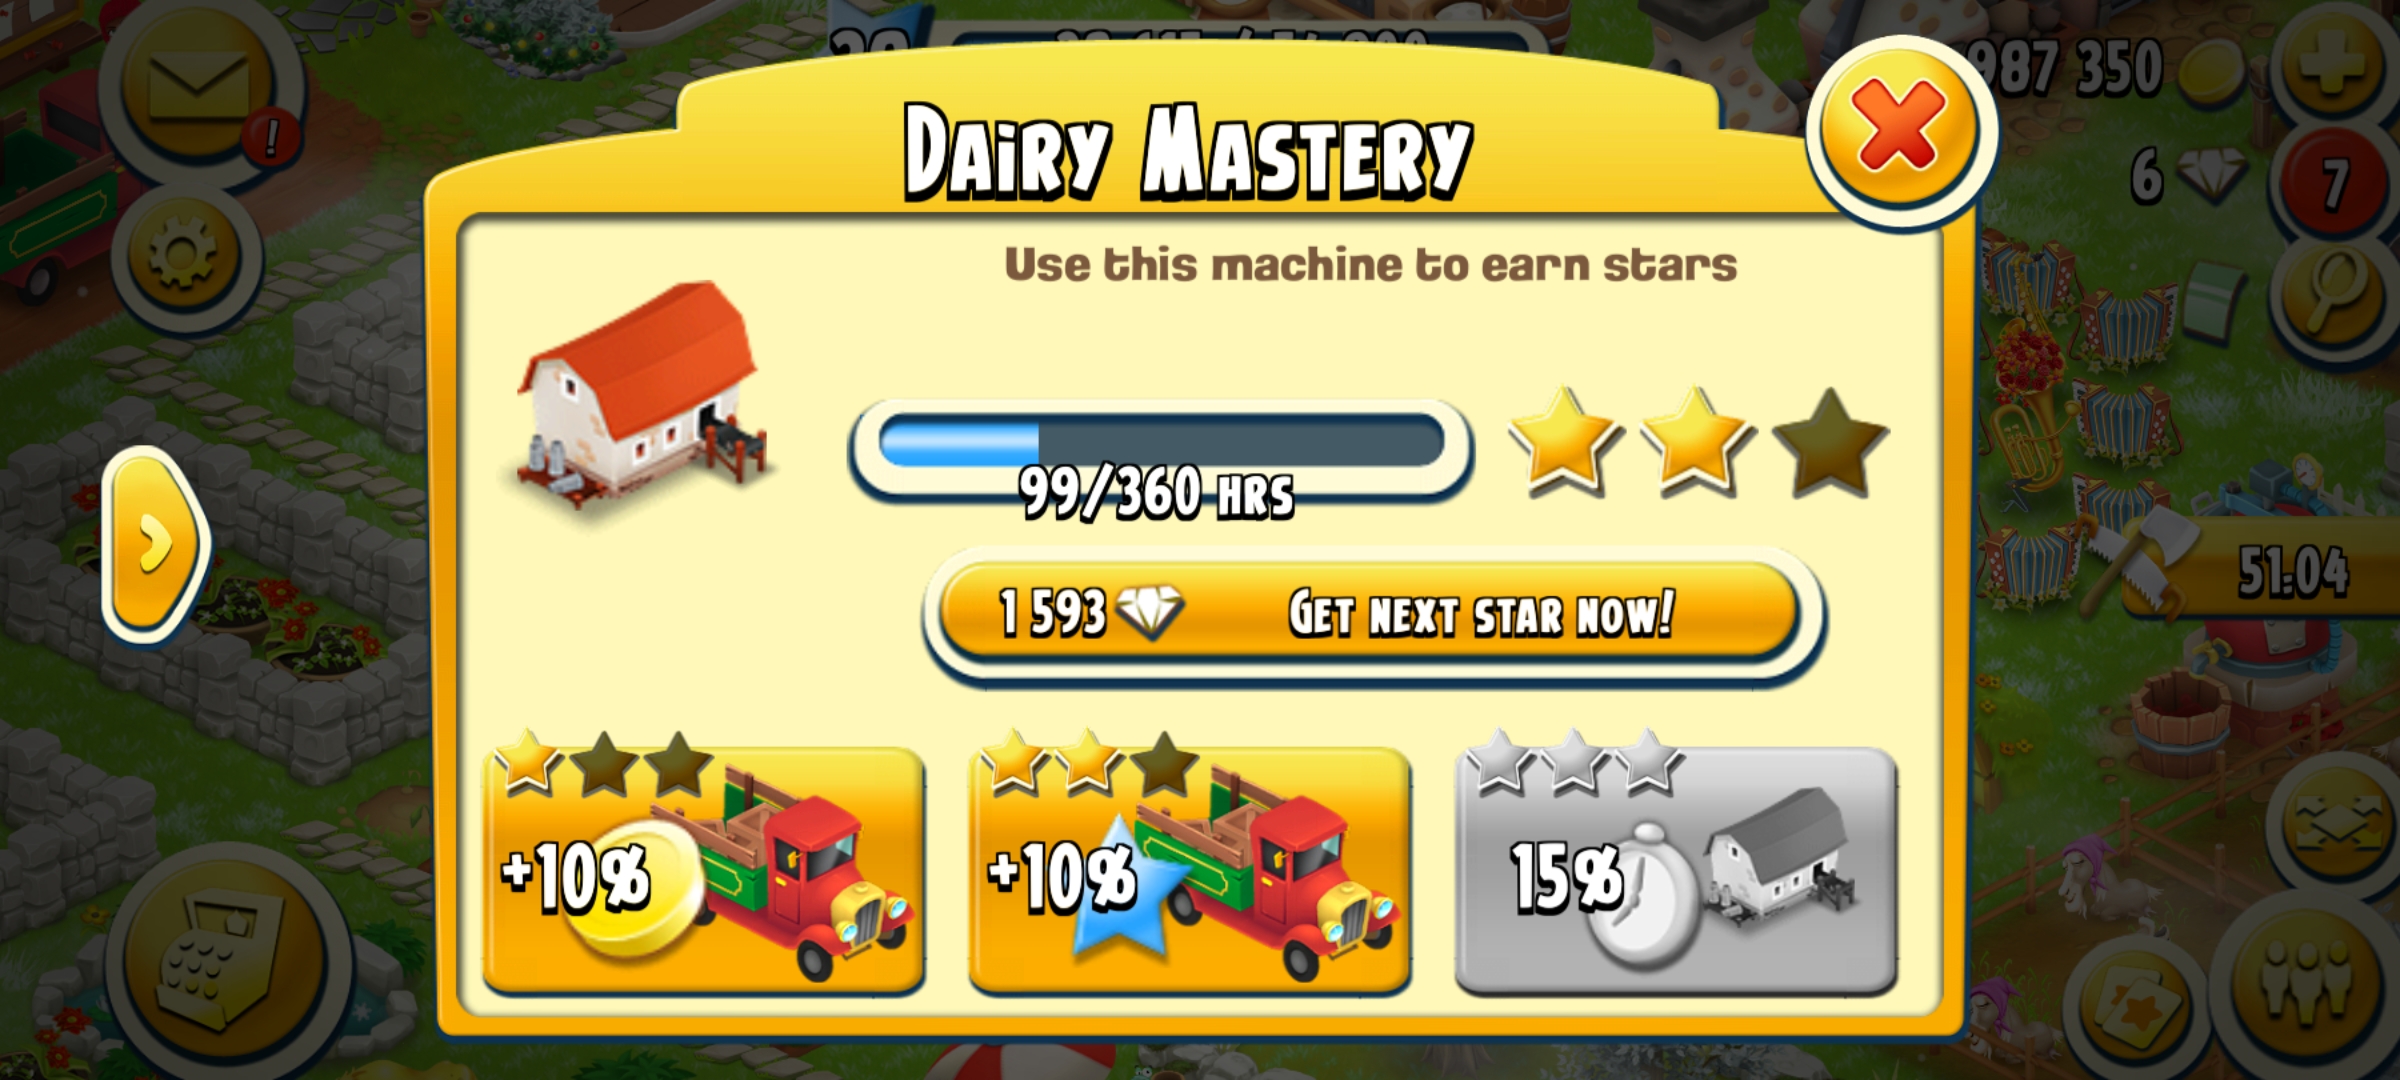 987 350
DAiRY MASTERY
!
6
7
Use this machine to earn stars
99/360 HRS
51:04
1 593 GET NEXT STAR NOW!
+10%
+10%
15%